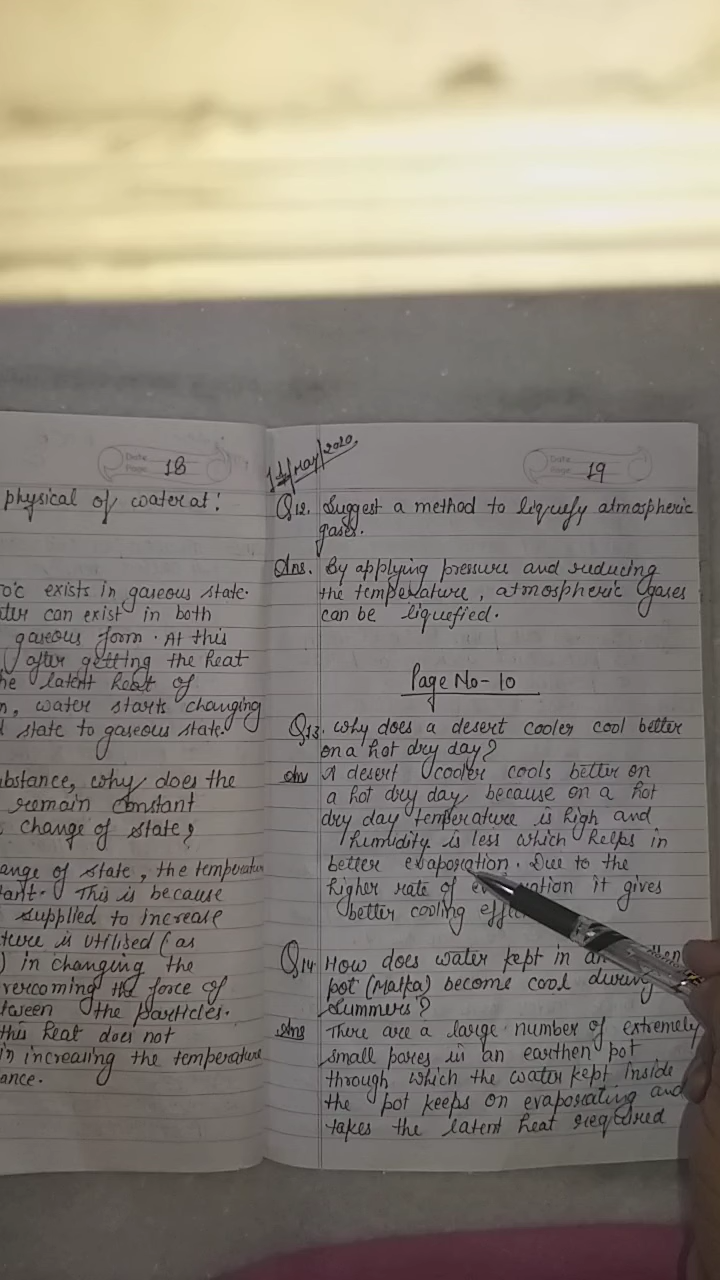 Date
Page 18
physical of water at:
0°c exists in gaseous state.
can exist in both
gaseous form. At this
after getting the heat
latent heat of
, water starts changing
state to gaseous state.
substance, why does the
remain constant
change of state?
change of state, the temperature
This is because
supplied to increase
is utilised (as
) in changing the
overcoming the force of
the particles.
this heat does not
in increasing the temperature
11/May/2020
Date
Page 19
Q12. Suggest a method to liquefy atmospheric
gases.
Ans. By applying pressure and reducing
the temperature, atmospheric gases
can be liquefied.
Page No-10
Q13. Why does a desert cooler cool better
on a hot dry day?
Ans A desert cooler cools better on
a hot dry day, because on a hot
dry day temperature is high and
humidity is less which helps in
better evaporation. Due to the
higher rate of it gives
better cooling
Q14 How does water kept in an
pot (Matka) become cool during
summers?
Ans There are a large number of extremely
small pores in an earthen pot
through which the water kept inside
the pot keeps on evaporating and
takes the latent heat required